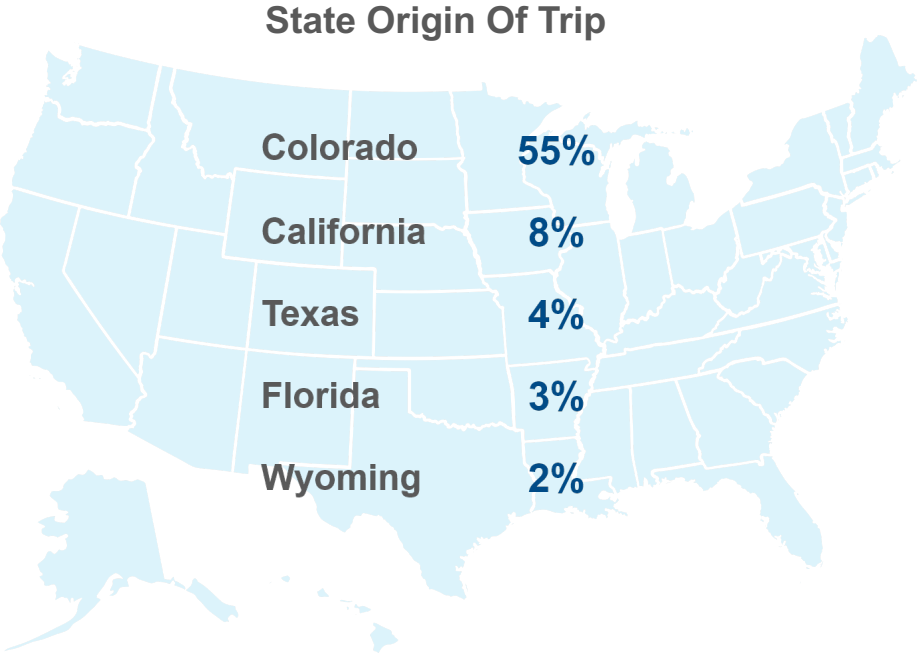 State Origin Of Trip
Colorado 55%
California 8%
Texas 4%
Florida 3%
Wyoming 2%